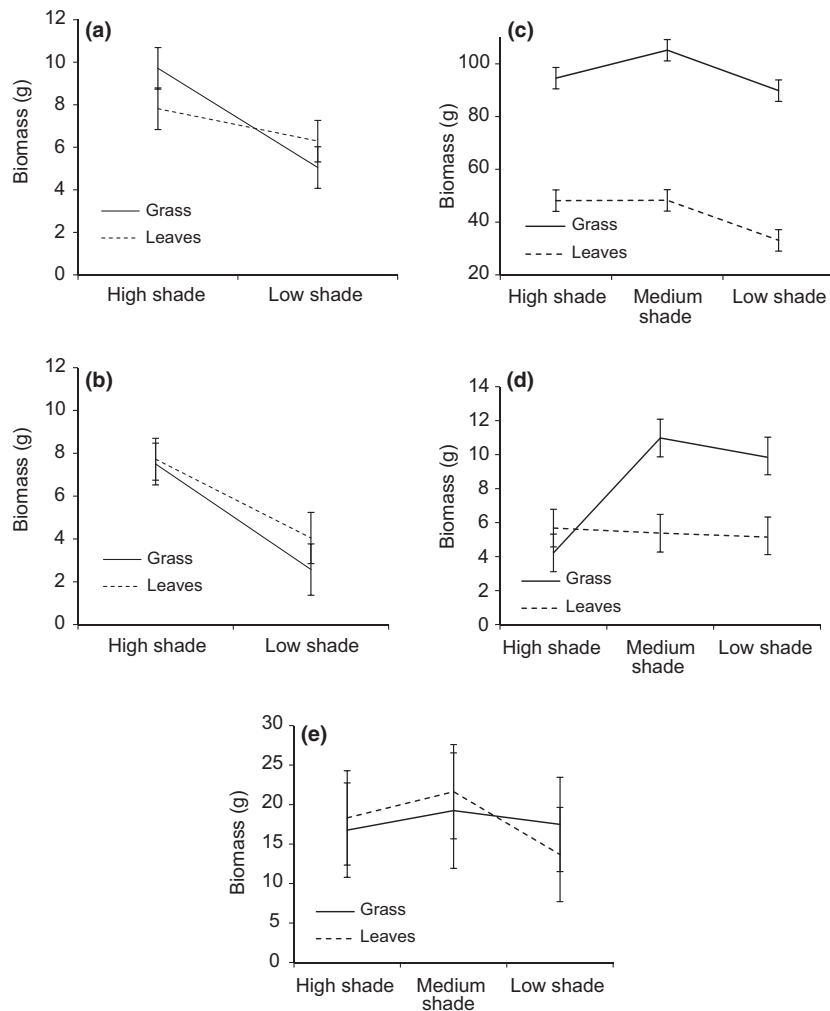 (a)
Biomass (g)
12
10
8
6
4
2
0
Grass
Leaves
High shade
Low shade
(c)
Biomass (g)
100
80
60
40
20
Grass
Leaves
High shade
Medium
shade
Low shade
(b)
Biomass (g)
12
10
8
6
4
2
0
Grass
Leaves
High shade
Low shade
(d)
Biomass (g)
14
12
10
8
6
4
2
0
Grass
Leaves
High shade
Medium
shade
Low shade
(e)
Biomass (g)
30
25
20
15
10
5
0
Grass
Leaves
High shade
Medium
shade
Low shade